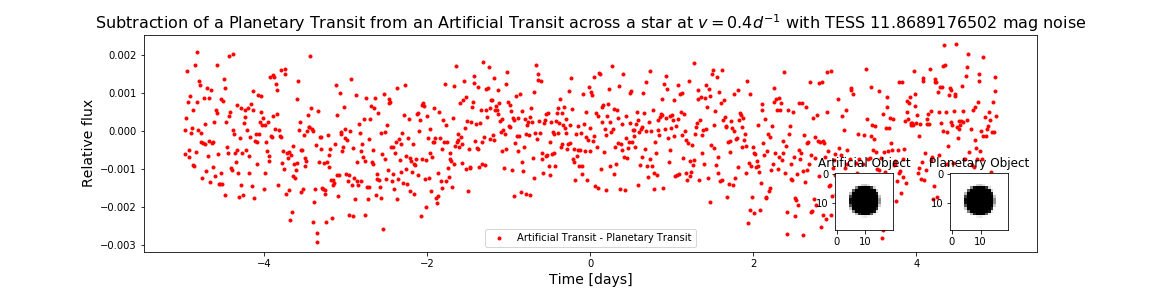 Subtraction of a Planetary Transit from an Artificial Transit across a star at v = 0.4d⁻¹ with TESS 11.8689176502 mag noise
Relative flux
0.002
0.001
0.000
−0.001
−0.002
−0.003
Artificial Object
0
10
0 10
Planetary Object
0
10
0 10
Artificial Transit - Planetary Transit
−4 −2 0 2 4
Time [days]